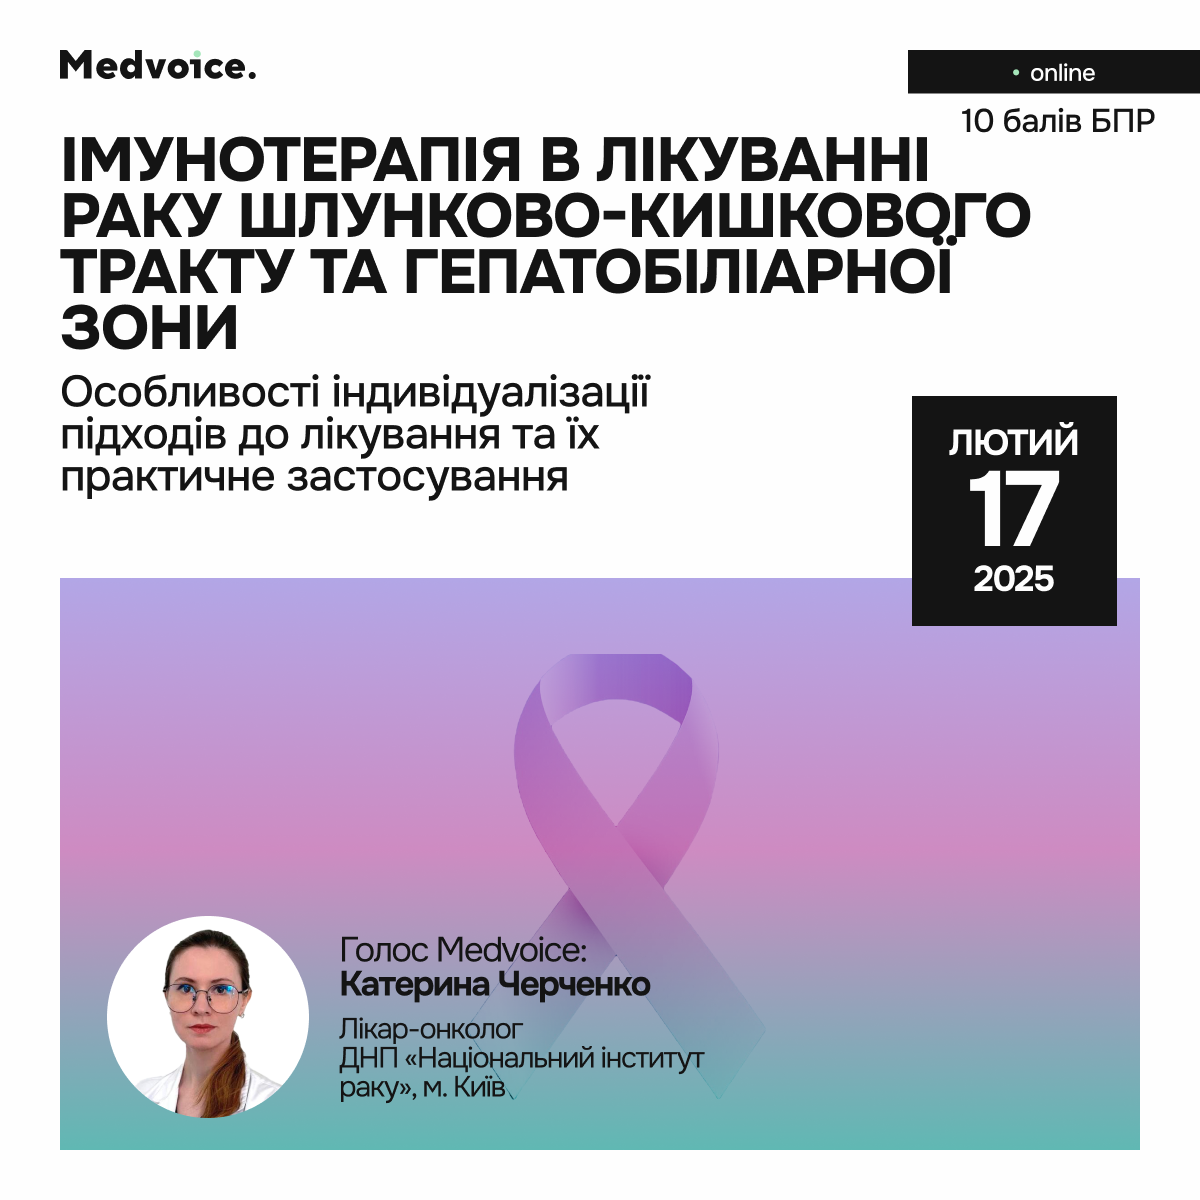 Medvoice.
online
10 балів БПР
ІМУНОТЕРАПІЯ В ЛІКУВАННІ
РАКУ ШЛУНКОВО-КИШКОВОГО
ТРАКТУ ТА ГЕПАТОБІЛІАРНОЇ
ЗОНИ
Особливості індивідуалізації
підходів до лікування та їх
практичне застосування
ЛЮТИЙ
17
2025
Голос Medvoice:
Катерина Черченко
Лікар-онколог
ДНП «Національний інститут
раку», м. Київ